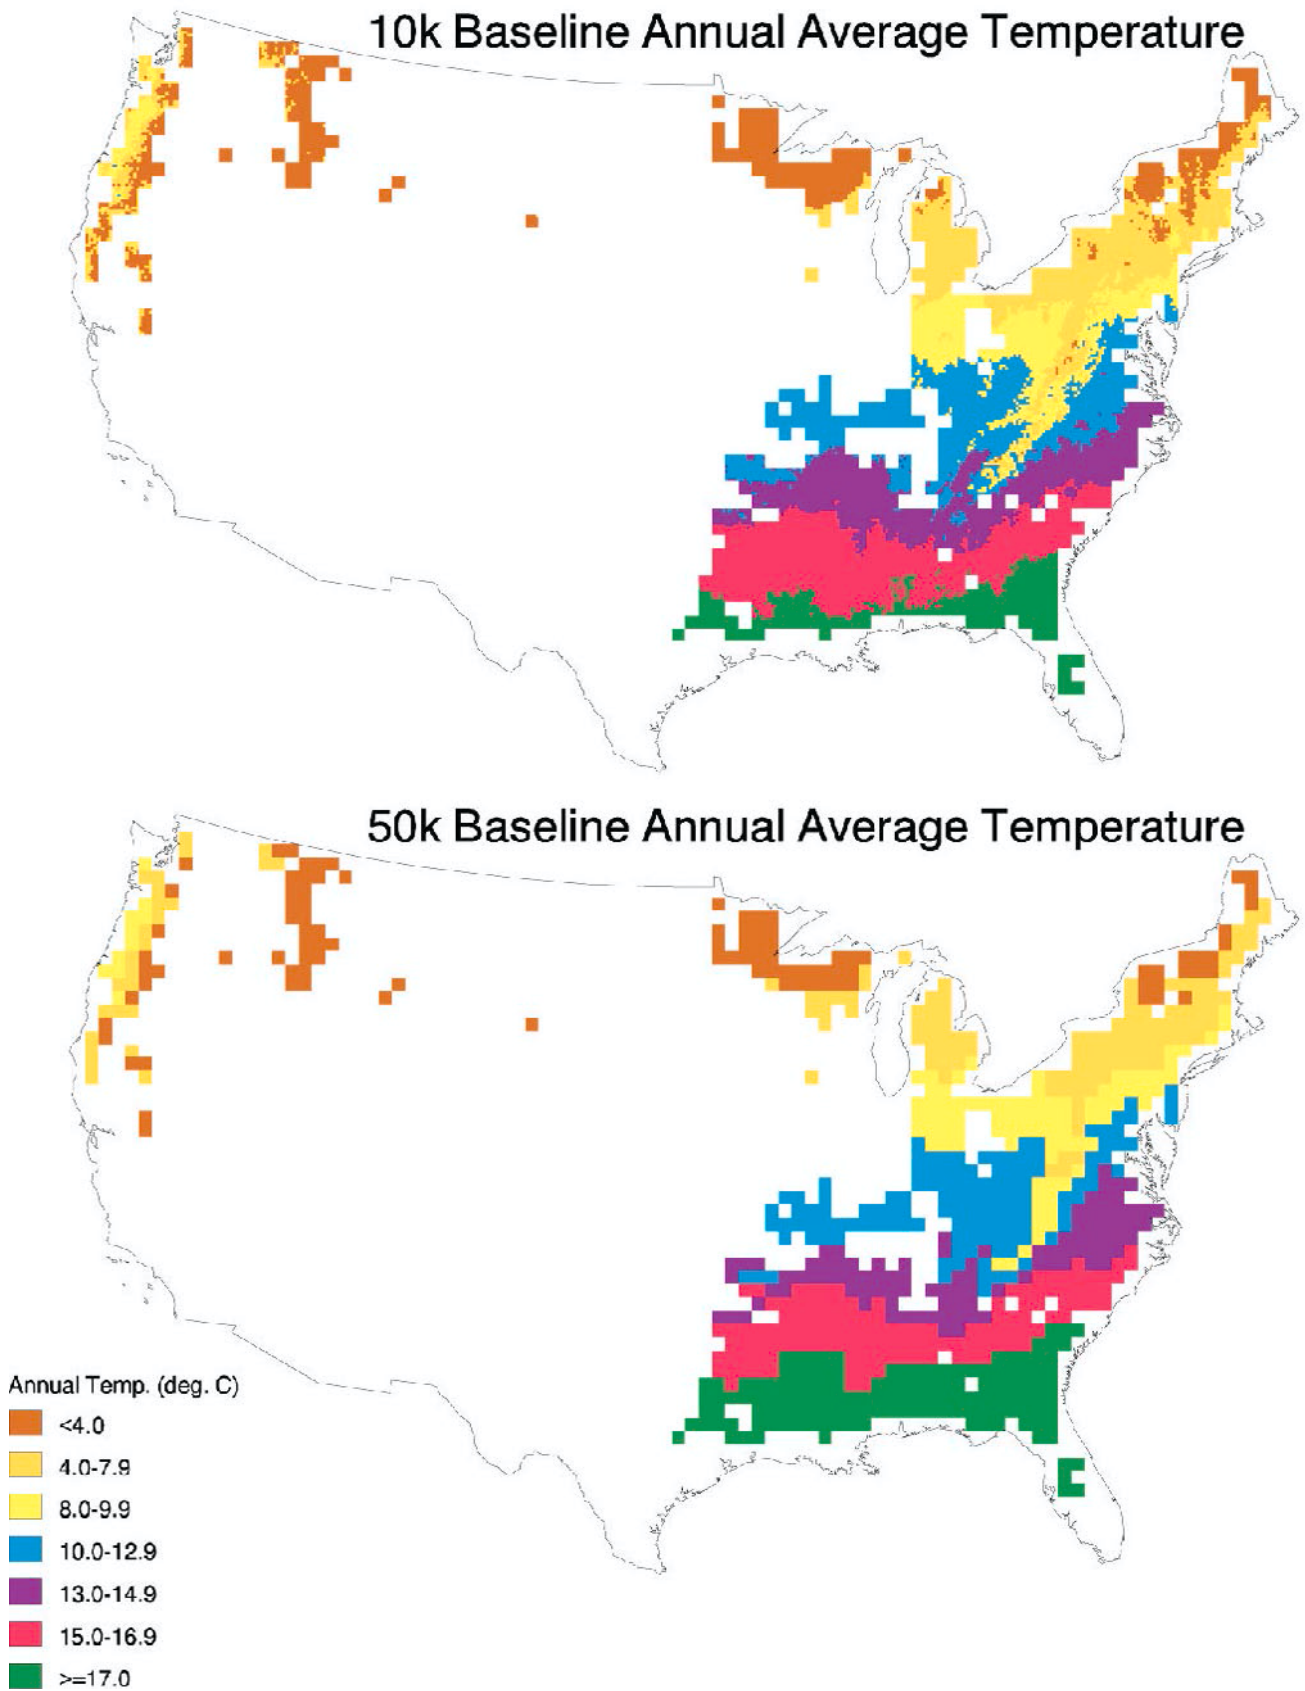 10k Baseline Annual Average Temperature
50k Baseline Annual Average Temperature
Annual Temp. (deg. C)
<4.0
4.0-7.9
8.0-9.9
10.0-12.9
13.0-14.9
15.0-16.9
>=17.0